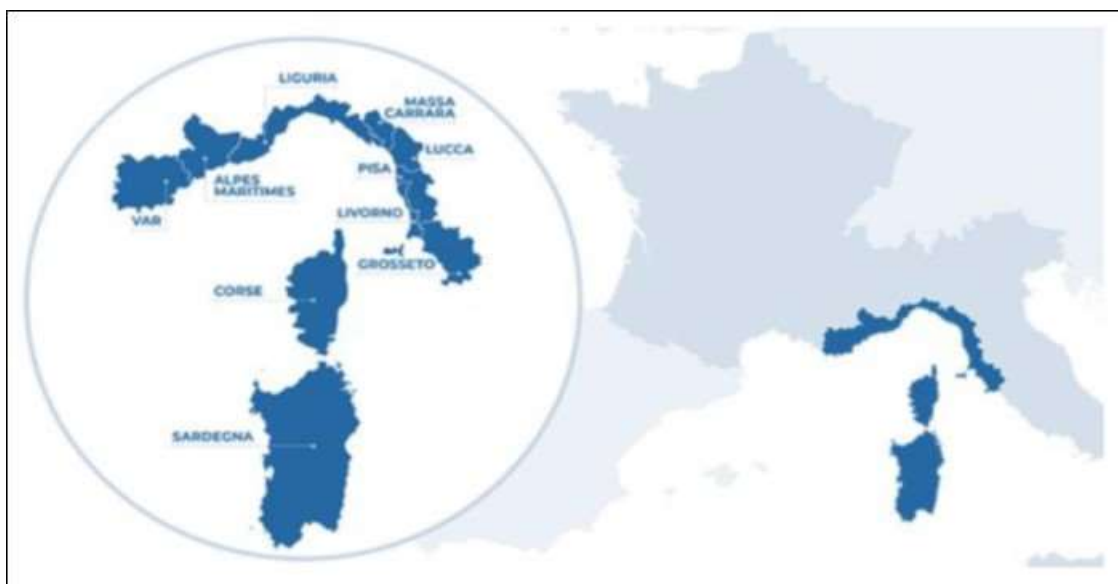 LIGURIA
MASSA
CARRARA
LUCCA
PISA
ALPES
MARITIMES
VAR
LIVORNO
GROSSETO
CORSE
SARDEGNA